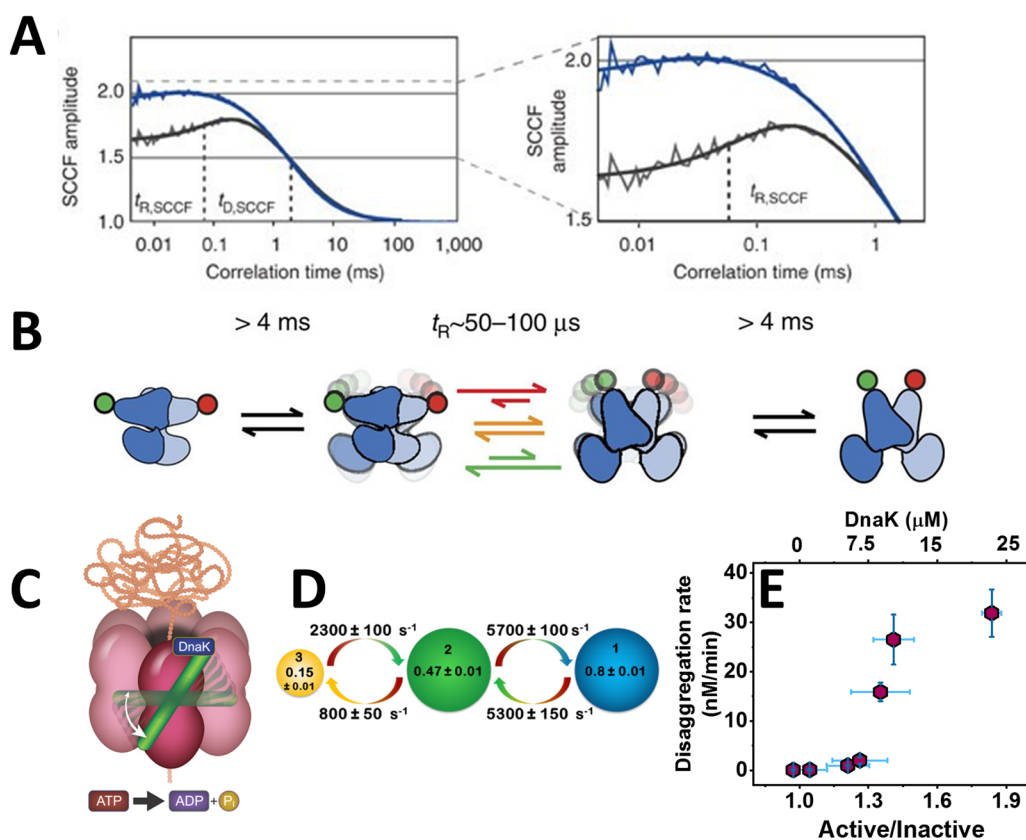 A
2.0
1.5
1.0
SCCF amplitude
t_R,SCCF
t_D,SCCF
0.01 0.1 1 10 100 1,000
Correlation time (ms)
2.0
1.5
SCCF
amplitude
t_R,SCCF
0.01 0.1 1
Correlation time (ms)
B
> 4 ms
t_R~50–100 µs
> 4 ms
C
DnaK
ATP
ADP
+
Pi
D
2300 ± 100 s⁻¹
5700 ± 100 s⁻¹
3
0.15
± 0.01
2
0.47 ± 0.01
1
0.8 ± 0.01
800 ± 50 s⁻¹
5300 ± 150 s⁻¹
E
DnaK (µM)
0 7.5 15 25
40
30
20
10
0
Disaggregation rate
(nM/min)
1.0 1.3 1.6 1.9
Active/Inactive